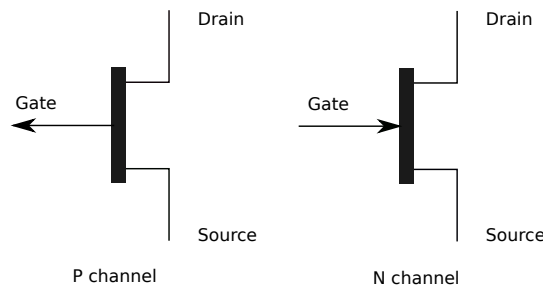 Drain
Gate
Source
P channel
Drain
Gate
Source
N channel